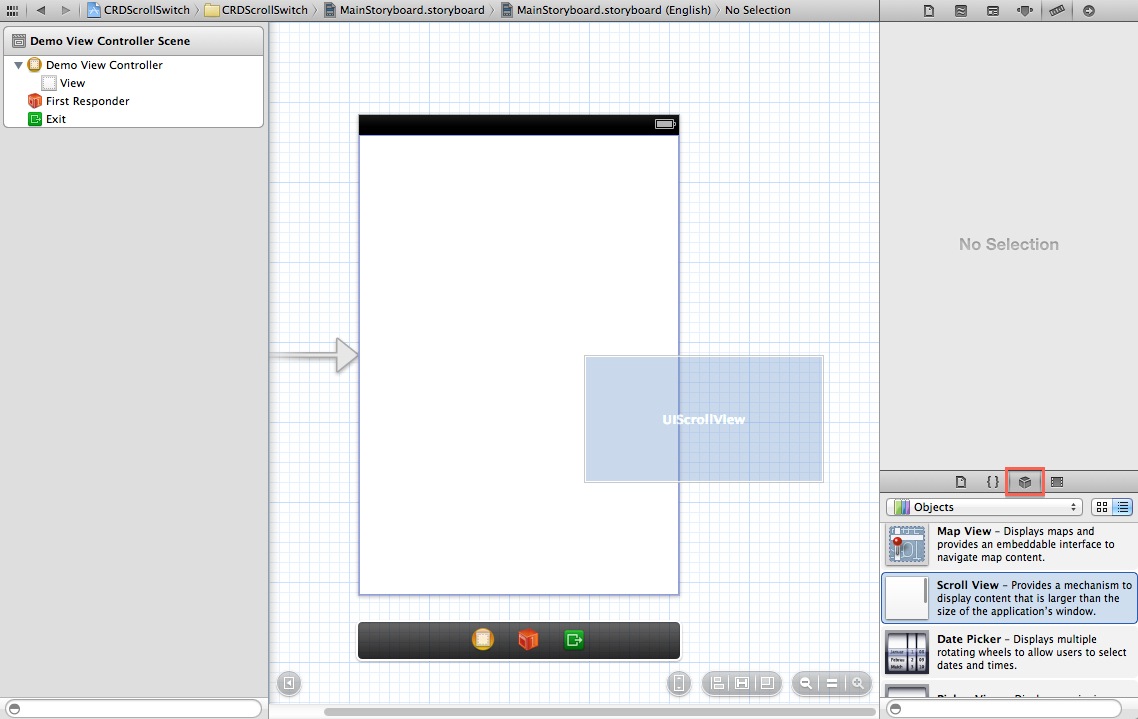 CRDScrollSwitch CRDScrollSwitch MainStoryboard.storyboard MainStoryboard.storyboard (English) No Selection
Demo View Controller Scene
Demo View Controller
View
First Responder
Exit
UIScrollView
No Selection
{ }
Objects
Map View – Displays maps and
provides an embeddable interface to
navigate map content.
Scroll View – Provides a mechanism to
display content that is larger than the
size of the application's window.
Date Picker – Displays multiple
rotating wheels to allow users to select
dates and times.